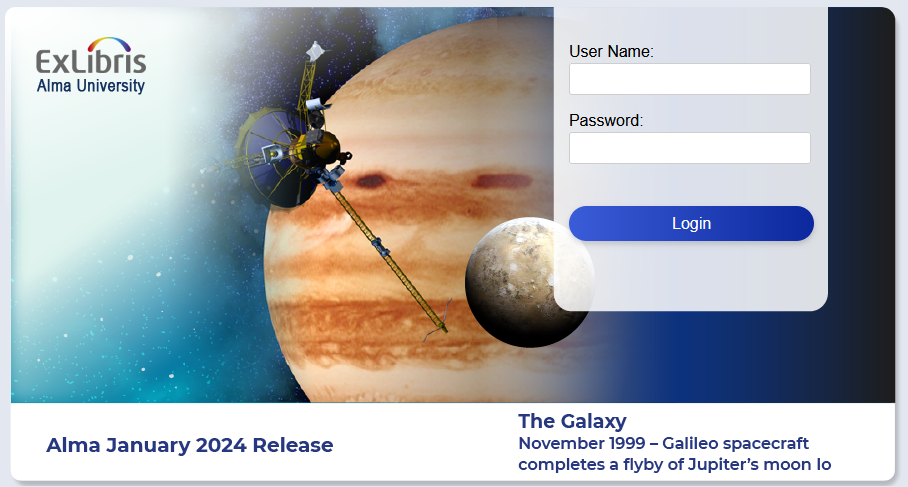 ExLibris
Alma University
User Name:
Password:
Login
Alma January 2024 Release
The Galaxy
November 1999 – Galileo spacecraft
completes a flyby of Jupiter’s moon Io